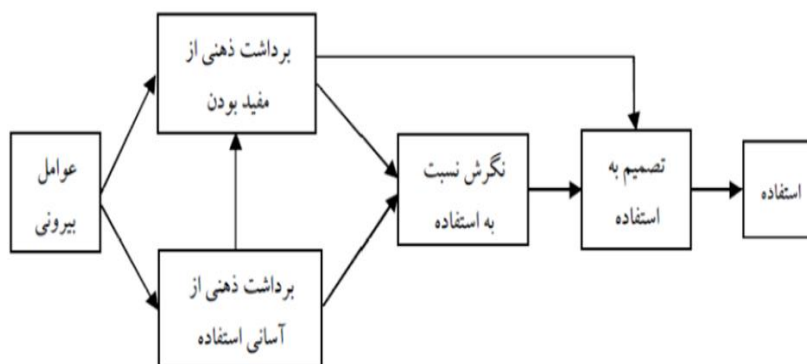 برداشت ذهنی از
مفید بودن
عوامل
بیرونی
برداشت ذهنی از
آسانی استفاده
نگرش نسبت
به استفاده
تصمیم به
استفاده
استفاده